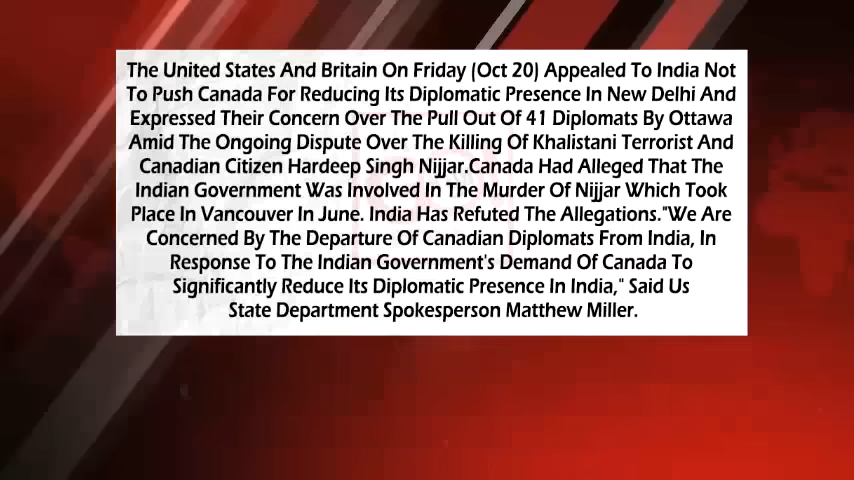 The United States And Britain On Friday (Oct 20) Appealed To India Not
To Push Canada For Reducing Its Diplomatic Presence In New Delhi And
Expressed Their Concern Over The Pull Out Of 41 Diplomats By Ottawa
Amid The Ongoing Dispute Over The Killing Of Khalistani Terrorist And
Canadian Citizen Hardeep Singh Nijjar.Canada Had Alleged That The
Indian Government Was Involved In The Murder Of Nijjar Which Took
Place In Vancouver In June. India Has Refuted The Allegations."We Are
Concerned By The Departure Of Canadian Diplomats From India, In
Response To The Indian Government's Demand Of Canada To
Significantly Reduce Its Diplomatic Presence In India," Said Us
State Department Spokesperson Matthew Miller.